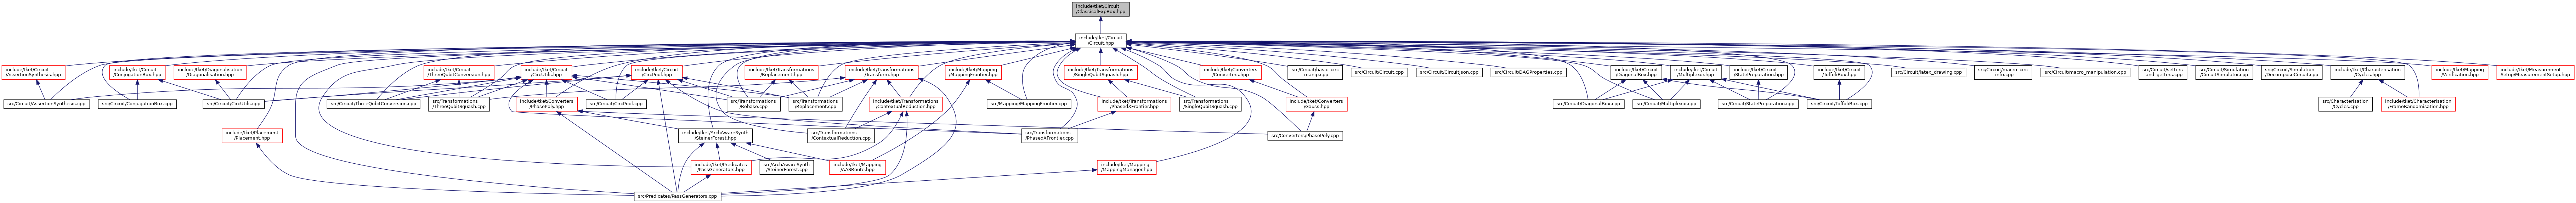 include/tket/Circuit
/ClassicalExpBox.hpp
include/tket/Circuit
/Circuit.hpp
include/tket/Circuit
/AssertionSynthesis.hpp
include/tket/Circuit
/ConjugationBox.hpp
include/tket/Diagonalisation
/Diagonalisation.hpp
include/tket/Circuit
/ThreeQubitConversion.hpp
include/tket/Circuit
/CircUtils.hpp
include/tket/Circuit
/CircPool.hpp
include/tket/Transformations
/Replacement.hpp
include/tket/Transformations
/Transform.hpp
include/tket/Mapping
/MappingFrontier.hpp
include/tket/Transformations
/SingleQubitSquash.hpp
include/tket/Converters
/Converters.hpp
src/Circuit/basic_circ
_manip.cpp
src/Circuit/Circuit.cpp
src/Circuit/CircuitJson.cpp
src/Circuit/DAGProperties.cpp
include/tket/Circuit
/DiagonalBox.hpp
include/tket/Circuit
/Multiplexor.hpp
include/tket/Circuit
/StatePreparation.hpp
include/tket/Circuit
/ToffoliBox.hpp
src/Circuit/latex_drawing.cpp
src/Circuit/macro_circ
_info.cpp
src/Circuit/macro_manipulation.cpp
src/Circuit/setters
_and_getters.cpp
src/Circuit/Simulation
/CircuitSimulator.cpp
src/Circuit/Simulation
/DecomposeCircuit.cpp
include/tket/Characterisation
/Cycles.hpp
include/tket/Mapping
/Verification.hpp
include/tket/Measurement
Setup/MeasurementSetup.hpp
src/Circuit/AssertionSynthesis.cpp
src/Circuit/ConjugationBox.cpp
src/Circuit/CircUtils.cpp
src/Circuit/ThreeQubitConversion.cpp
src/Transformations
/ThreeQubitSquash.cpp
include/tket/Converters
/PhasePoly.hpp
src/Circuit/CircPool.cpp
src/Transformations
/Rebase.cpp
src/Transformations
/Replacement.cpp
include/tket/Transformations
/ContextualReduction.hpp
src/Mapping/MappingFrontier.cpp
include/tket/Transformations
/PhasedXFrontier.hpp
src/Transformations
/SingleQubitSquash.cpp
include/tket/Converters
/Gauss.hpp
src/Circuit/DiagonalBox.cpp
src/Circuit/Multiplexor.cpp
src/Circuit/StatePreparation.cpp
src/Circuit/ToffoliBox.cpp
src/Characterisation
/Cycles.cpp
include/tket/Characterisation
/FrameRandomisation.hpp
include/tket/Placement
/Placement.hpp
include/tket/ArchAwareSynth
/SteinerForest.hpp
src/Transformations
/ContextualReduction.cpp
src/Transformations
/PhasedXFrontier.cpp
src/Converters/PhasePoly.cpp
include/tket/Predicates
/PassGenerators.hpp
src/ArchAwareSynth
/SteinerForest.cpp
include/tket/Mapping
/AASRoute.hpp
include/tket/Mapping
/MappingManager.hpp
src/Predicates/PassGenerators.cpp